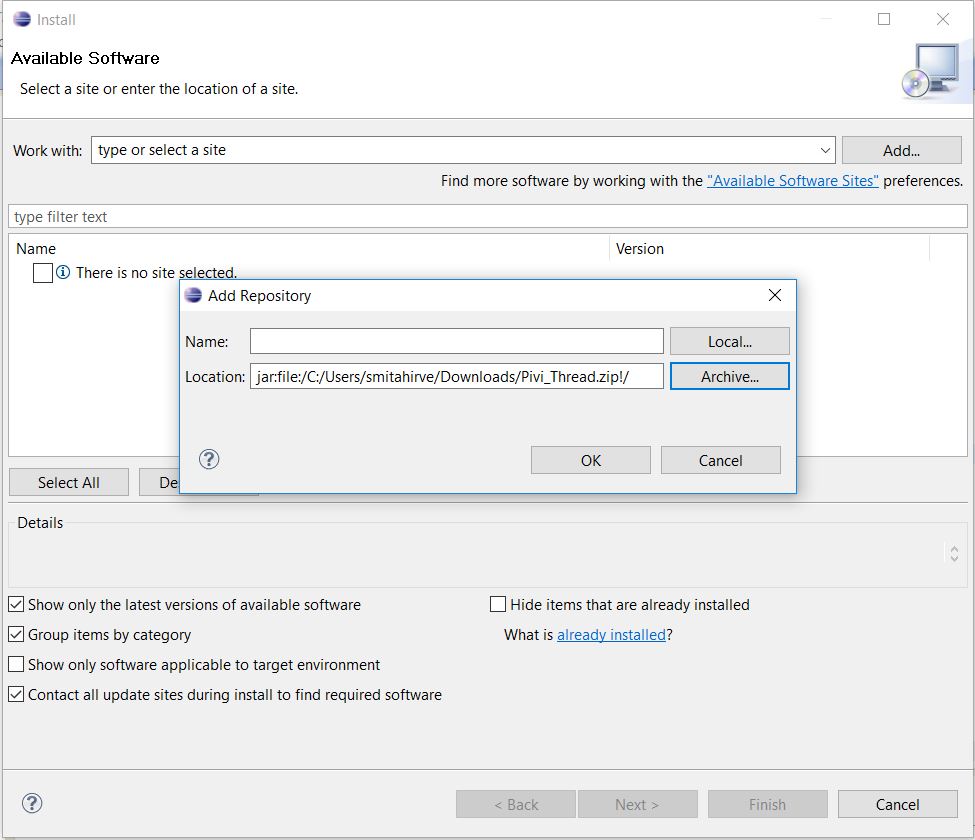 Install
Available Software
Select a site or enter the location of a site.
Work with: type or select a site Add...
Find more software by working with the "Available Software Sites" preferences.
type filter text
Name Version
There is no site selected.
Add Repository
Name: Local...
Location: jar:file:/C:/Users/smitahirve/Downloads/Pivi_Thread.zip!/ Archive...
OK Cancel
Select All De
Details
Show only the latest versions of available software Hide items that are already installed
Group items by category What is already installed?
Show only software applicable to target environment
Contact all update sites during install to find required software
< Back Next > Finish Cancel